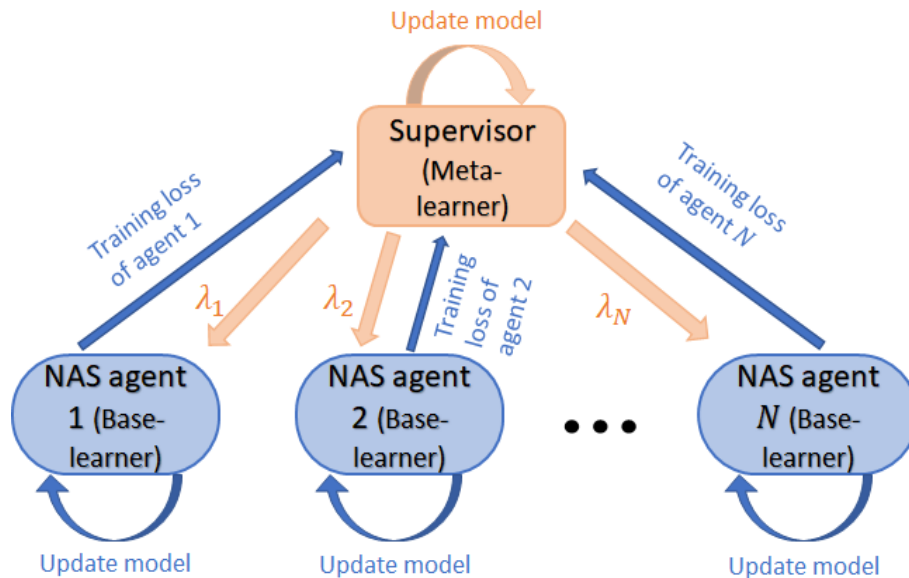 Update model
Supervisor
(Meta-
learner)
Training loss
of agent 1
Training loss
of agent N
λ1
λ2
Training
loss of
agent 2
λN
NAS agent
1 (Base-
learner)
NAS agent
2 (Base-
learner)
•••
NAS agent
N (Base-
learner)
Update model
Update model
Update model